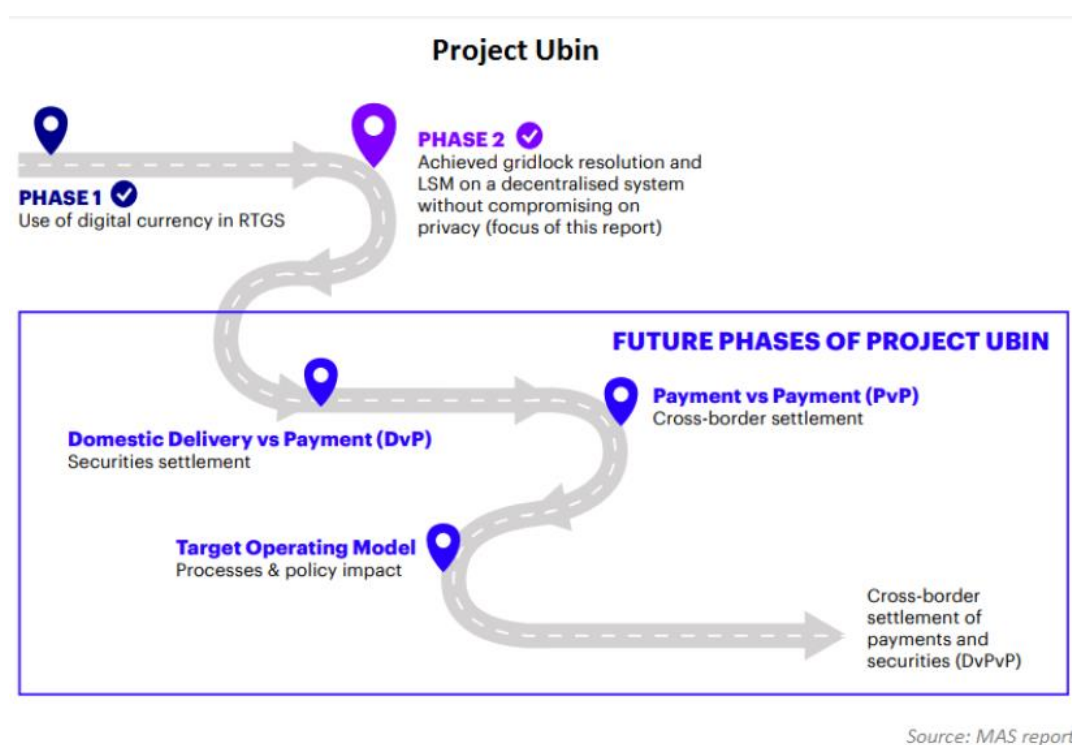 Project Ubin
PHASE 1
Use of digital currency in RTGS
PHASE 2
Achieved gridlock resolution and
LSM on a decentralised system
without compromising on
privacy (focus of this report)
FUTURE PHASES OF PROJECT UBIN
Domestic Delivery vs Payment (DvP)
Securities settlement
Payment vs Payment (PvP)
Cross-border settlement
Target Operating Model
Processes & policy impact
Cross-border
settlement of
payments and
securities (DvPvP)
Source: MAS report